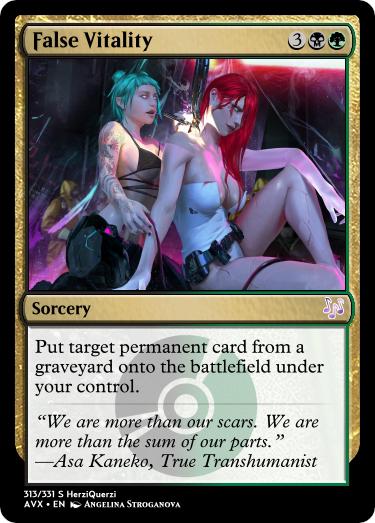 False Vitality 3
Sorcery
Put target permanent card from a
graveyard onto the battlefield under
your control.
“We are more than our scars. We are
more than the sum of our parts.”
—Asa Kaneko, True Transhumanist
313/331 S HerziQuerzi
AVX • EN Angelina Stroganova